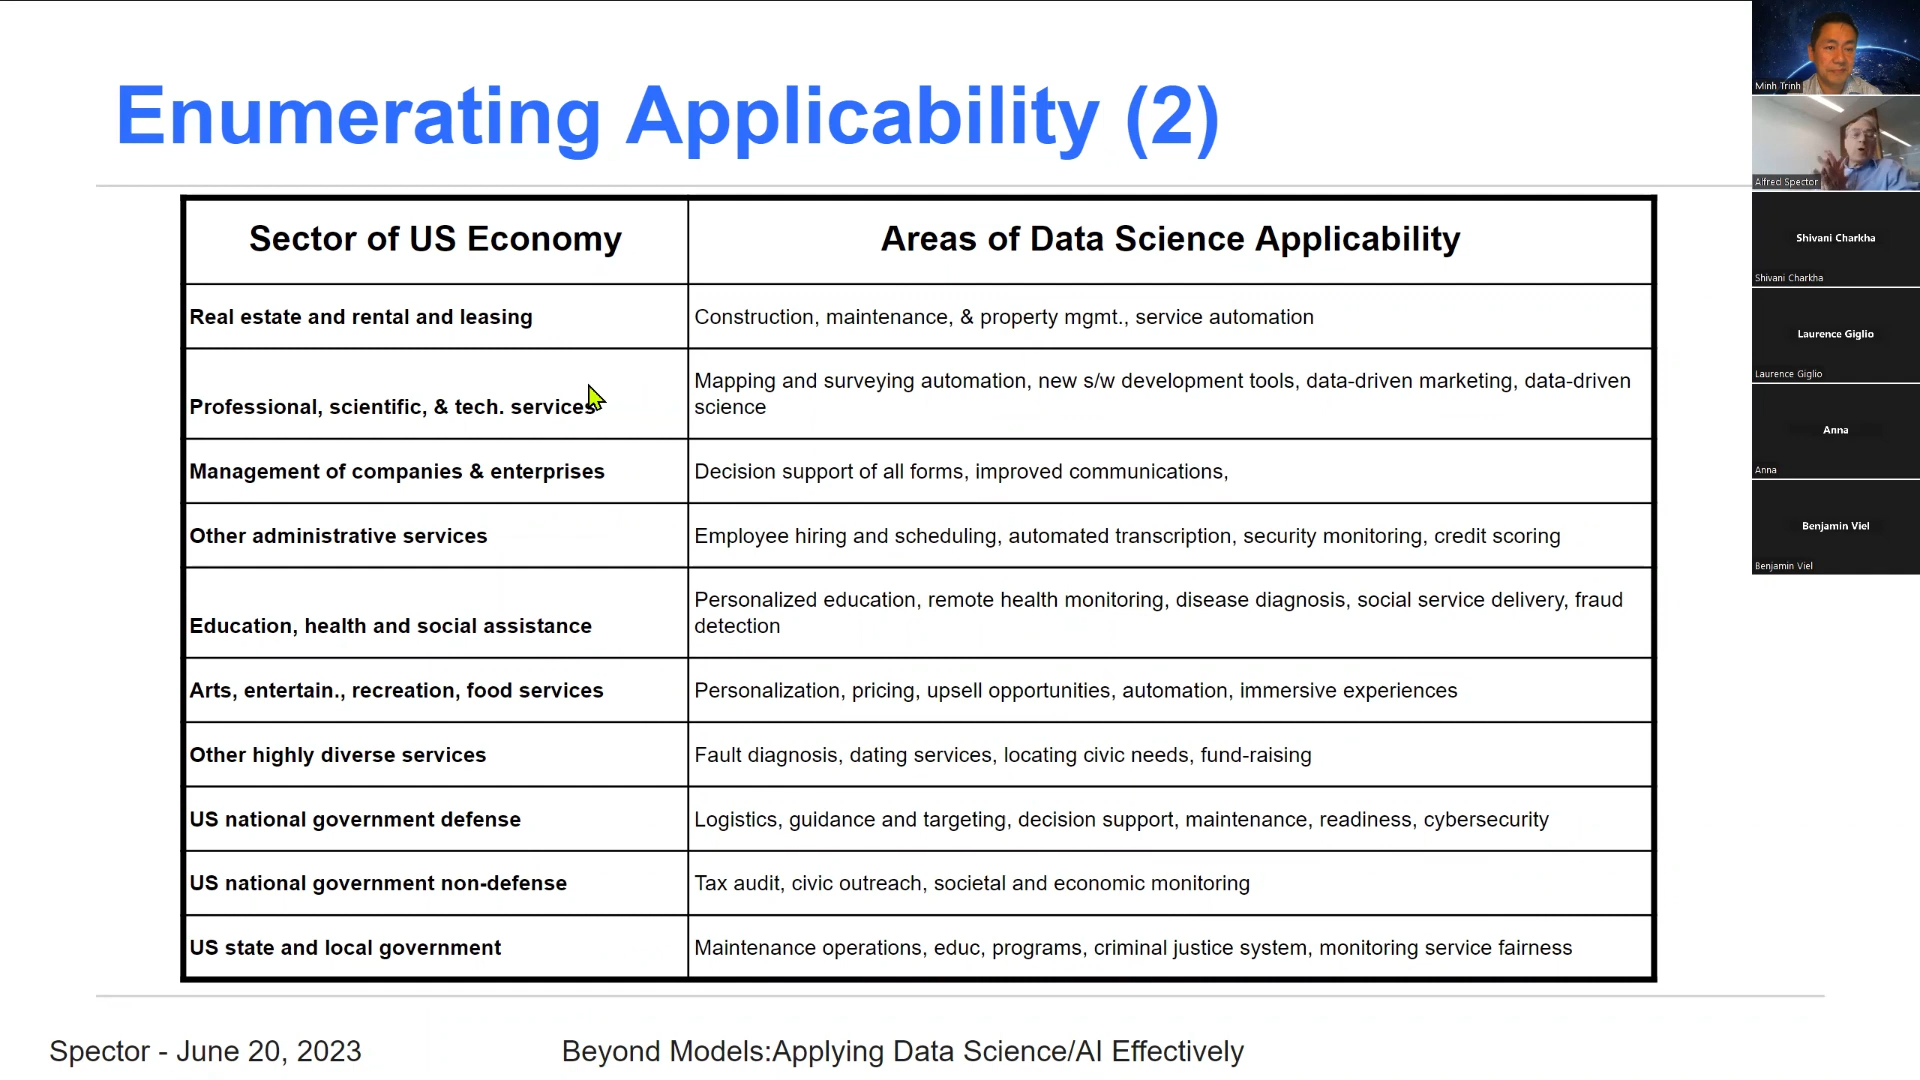 Enumerating Applicability (2)
Sector of US Economy
Areas of Data Science Applicability
Real estate and rental and leasing
Construction, maintenance, & property mgmt., service automation
Professional, scientific, & tech. services
Mapping and surveying automation, new s/w development tools, data-driven marketing, data-driven
science
Management of companies & enterprises
Decision support of all forms, improved communications,
Other administrative services
Employee hiring and scheduling, automated transcription, security monitoring, credit scoring
Education, health and social assistance
Personalized education, remote health monitoring, disease diagnosis, social service delivery, fraud
detection
Arts, entertain., recreation, food services
Personalization, pricing, upsell opportunities, automation, immersive experiences
Other highly diverse services
Fault diagnosis, dating services, locating civic needs, fund-raising
US national government defense
Logistics, guidance and targeting, decision support, maintenance, readiness, cybersecurity
US national government non-defense
Tax audit, civic outreach, societal and economic monitoring
US state and local government
Maintenance operations, educ, programs, criminal justice system, monitoring service fairness
Spector - June 20, 2023
Beyond Models:Applying Data Science/AI Effectively
Minh Trinh
Alfred Spector
Shivani Charkha
Shivani Charkha
Laurence Giglio
Laurence Giglio
Anna
Anna
Benjamin Viel
Benjamin Viel